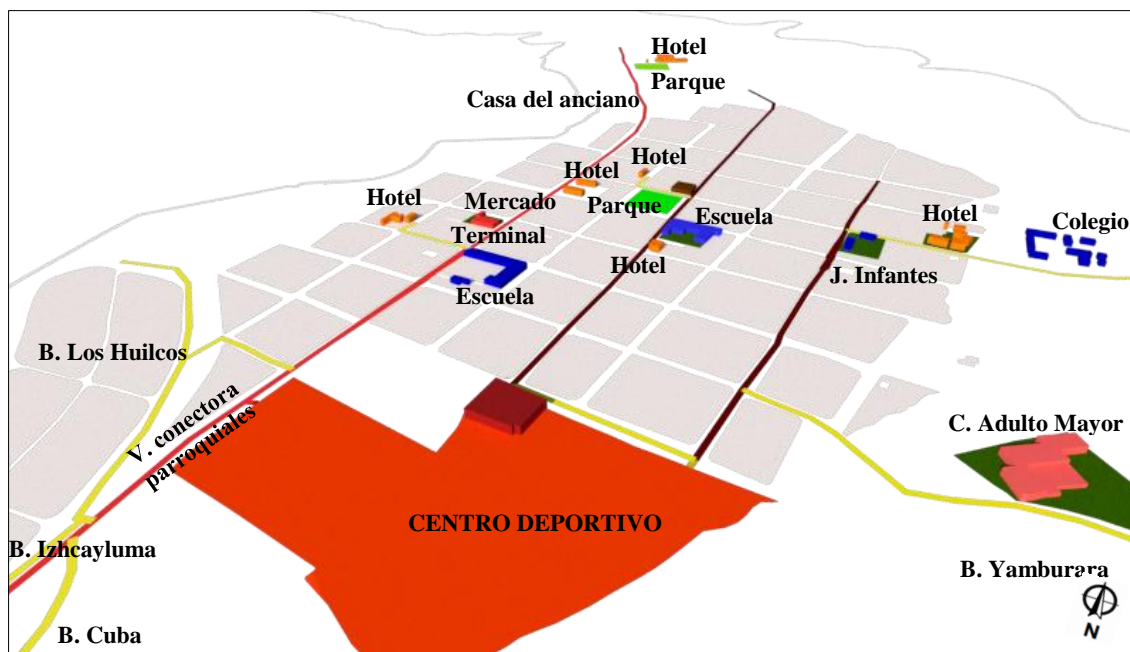 Hotel
Parque
Casa del anciano
Hotel
Hotel
Hotel
Mercado
Parque
Escuela
Hotel
Colegio
Terminal
Hotel
J. Infantes
Escuela
B. Los Huilcos
V. conectora
parroquiales
C. Adulto Mayor
CENTRO DEPORTIVO
B. Izhcayluma
B. Yamburara
B. Cuba
N